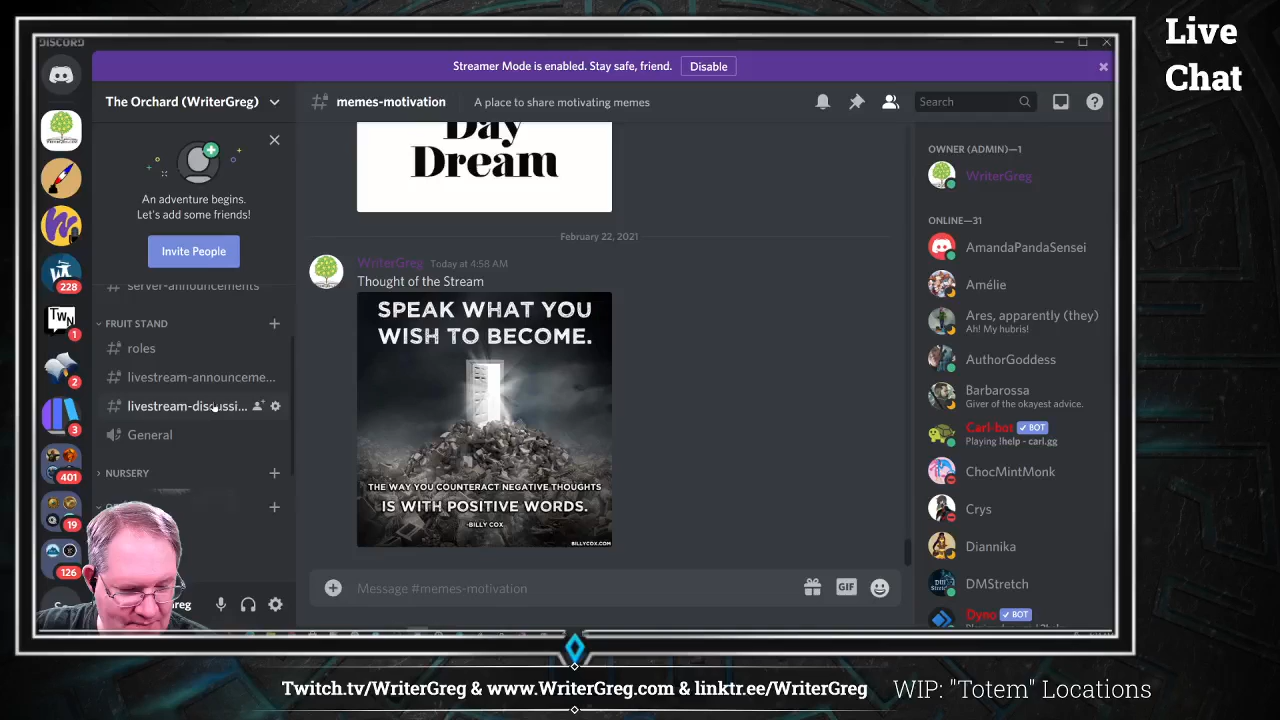 Live
Chat
DISCORD
Streamer Mode is enabled. Stay safe, friend.
Disable
The Orchard (WriterGreg)
memes-motivation
A place to share motivating memes
Search
An adventure begins.
Let's add some friends!
Invite People
server-announcements
FRUIT STAND
roles
livestream-announceme...
livestream-discussi...
General
NURSERY
228
1
2
3
401
19
126
Day
Dream
February 22, 2021
WriterGreg Today at 4:58 AM
Thought of the Stream
SPEAK WHAT YOU
WISH TO BECOME.
THE WAY YOU COUNTERACT NEGATIVE THOUGHTS
IS WITH POSITIVE WORDS.
-BILLY COX
BILLYCOX.COM
Message #memes-motivation
GIF
OWNER (ADMIN)—1
WriterGreg
ONLINE—31
AmandaPandaSensei
Amélie
Ares, apparently (they)
Ah! My hubris!
AuthorGoddess
Barbarossa
Giver of the okayest advice.
Carl-bot BOT
Playing !help - carl.gg
ChocMintMonk
Crys
Diannika
DMStretch
Dyno BOT
Twitch.tv/WriterGreg & www.WriterGreg.com & linktr.ee/WriterGreg
WIP: "Totem" Locations